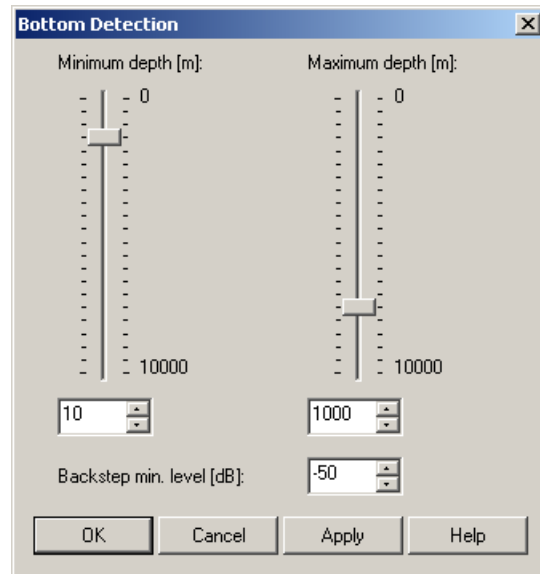 Bottom Detection
Minimum depth [m]: Maximum depth [m]:
0 0
10000 10000
10 1000
Backstep min. level [dB]: -50
OK Cancel Apply Help